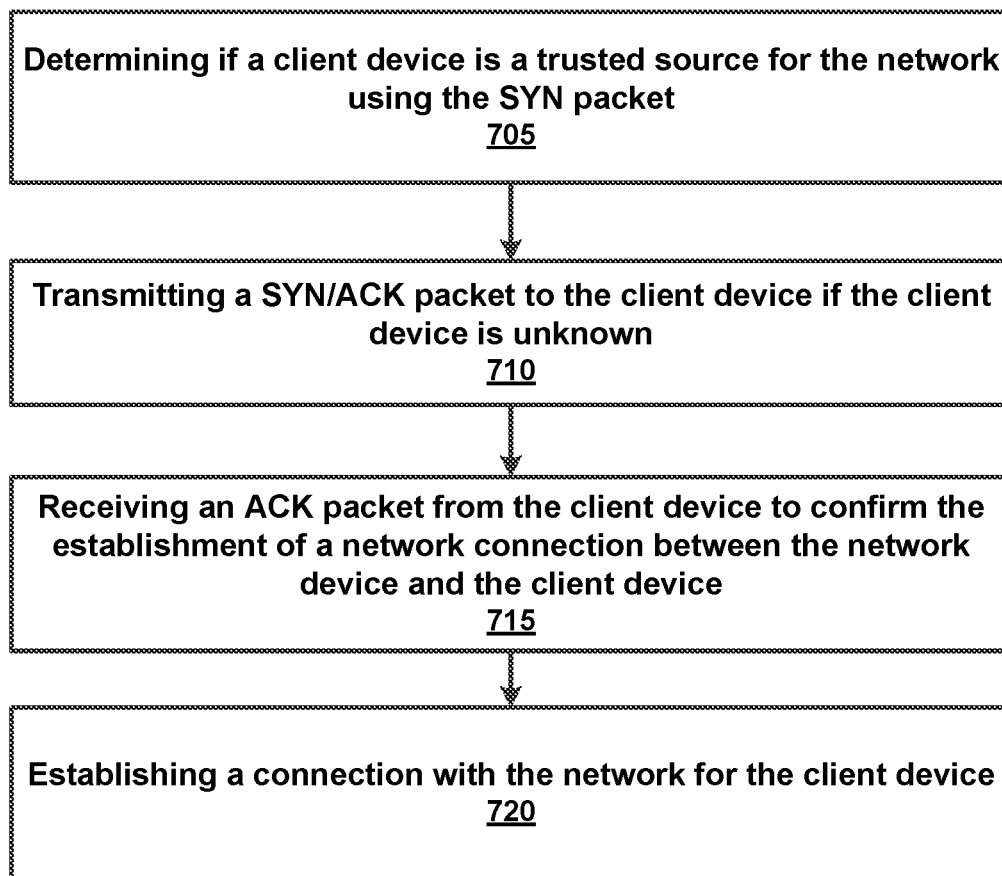 Determining if a client device is a trusted source for the network
using the SYN packet
705
Transmitting a SYN/ACK packet to the client device if the client
device is unknown
710
Receiving an ACK packet from the client device to confirm the
establishment of a network connection between the network
device and the client device
715
Establishing a connection with the network for the client device
720